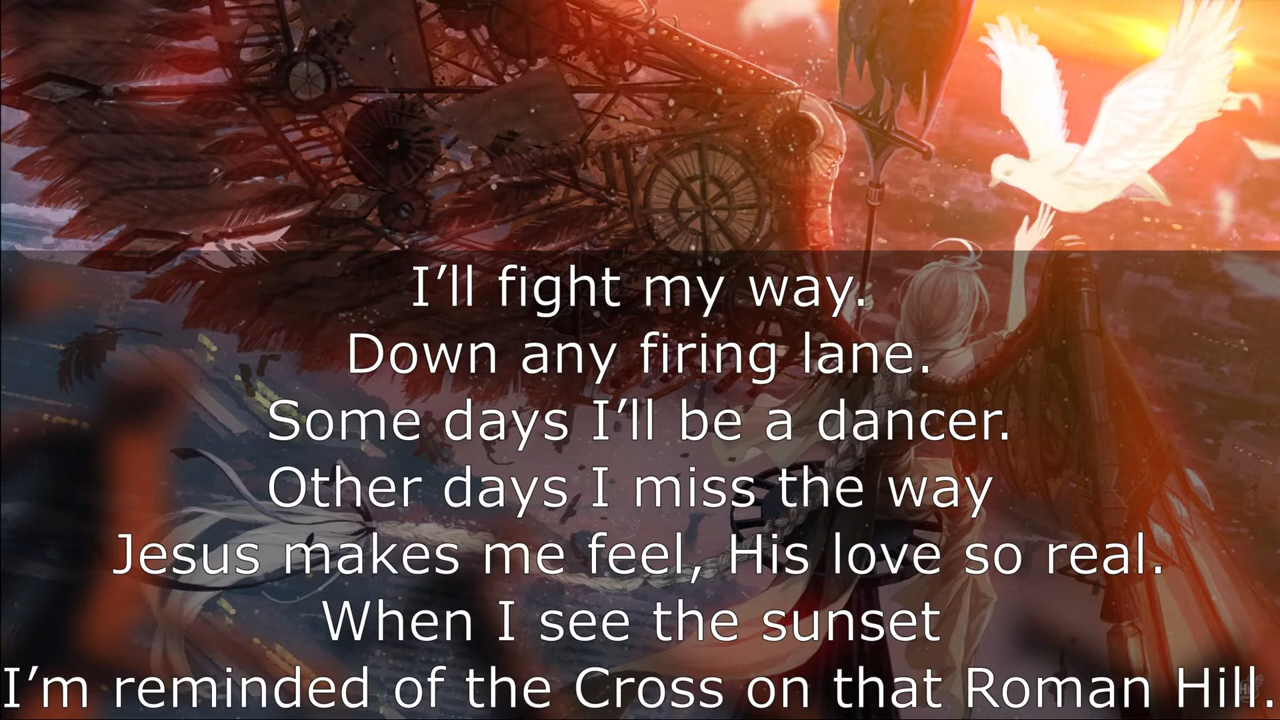 I’ll fight my way.
Down any firing lane.
Some days I’ll be a dancer.
Other days I miss the way
Jesus makes me feel, His love so real.
When I see the sunset
I’m reminded of the Cross on that Roman Hill.